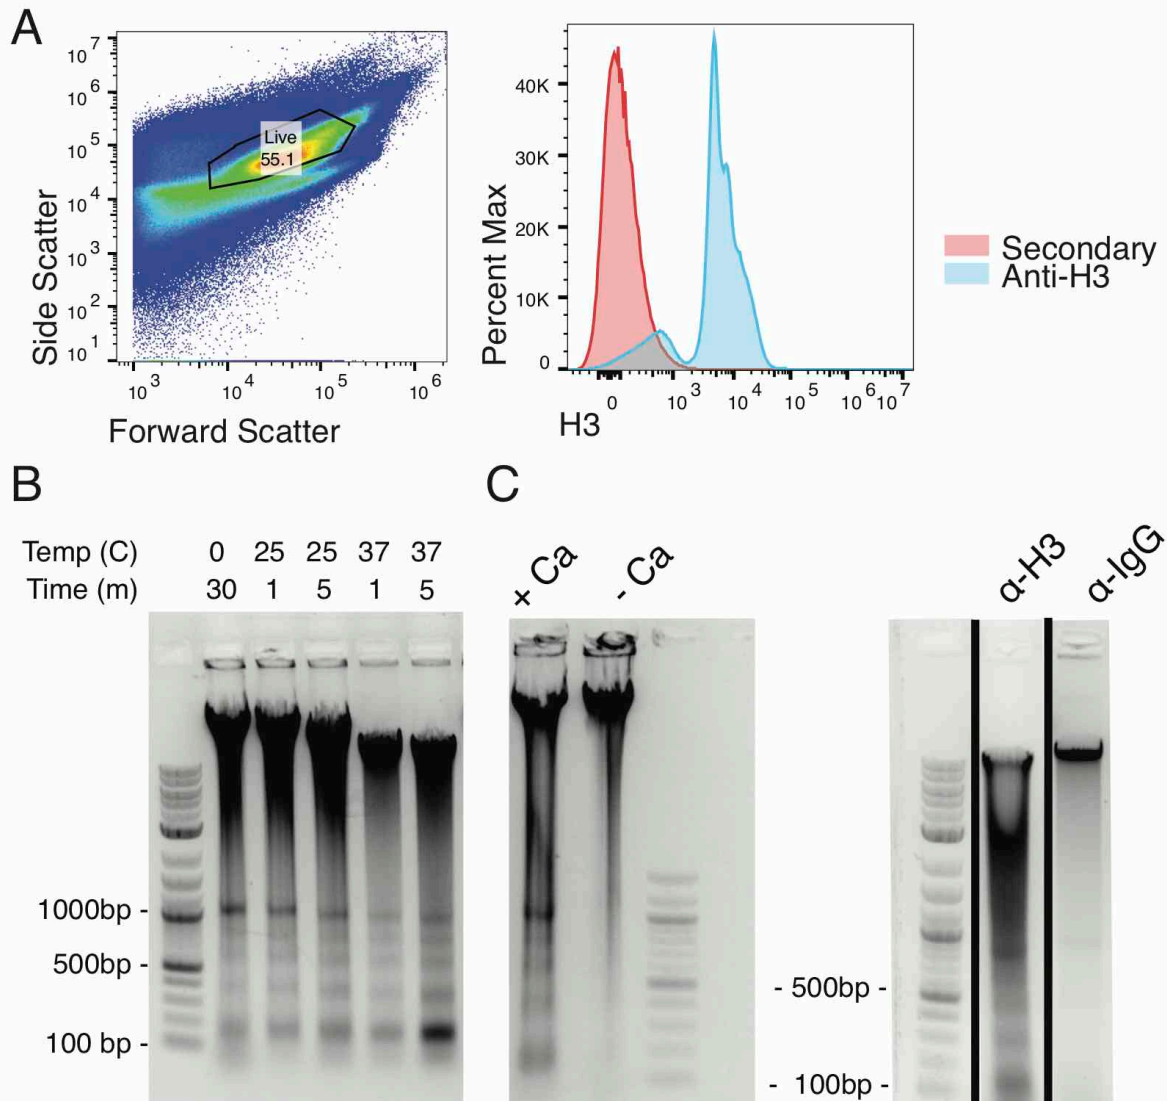 A
Side Scatter
10 7
10 6
10 5
10 4
10 3
10 2
10 1
Live
55.1
10 3
10 4
10 5
10 6
Forward Scatter
Percent Max
40K
30K
20K
10K
0
0
10 3
10 4
10 5
10 6
10 7
H3
Secondary
Anti-H3
B
Temp (C) 0 25 25 37 37
Time (m) 30 1 5 1 5
1000bp -
500bp -
100 bp -
C
+ Ca
- Ca
α-H3
α-IgG
- 500bp -
- 100bp -